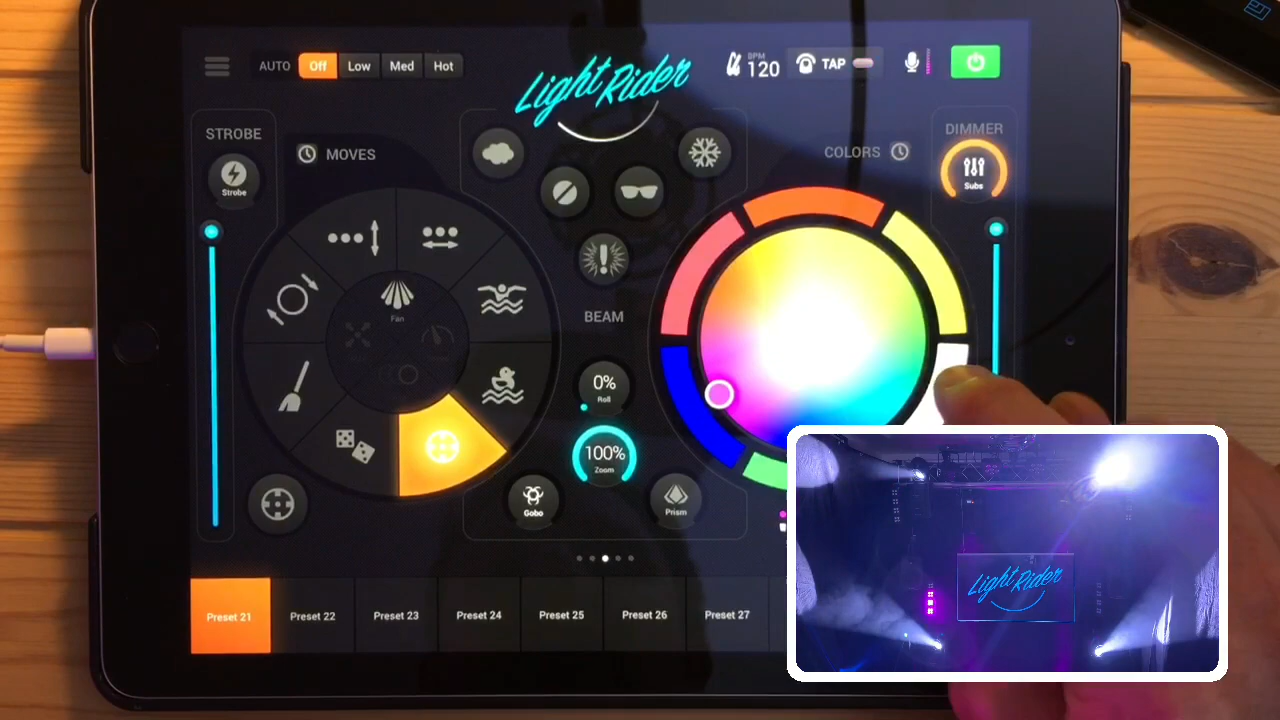 AUTO Off Low Med Hot
Light Rider
BPM
120
TAP
STROBE
Strobe
MOVES
COLORS
DIMMER
Subs
Fan
BEAM
0%
Roll
100%
Zoom
Gobo
Prism
Preset 21 Preset 22 Preset 23 Preset 24 Preset 25 Preset 26 Preset 27
Light Rider